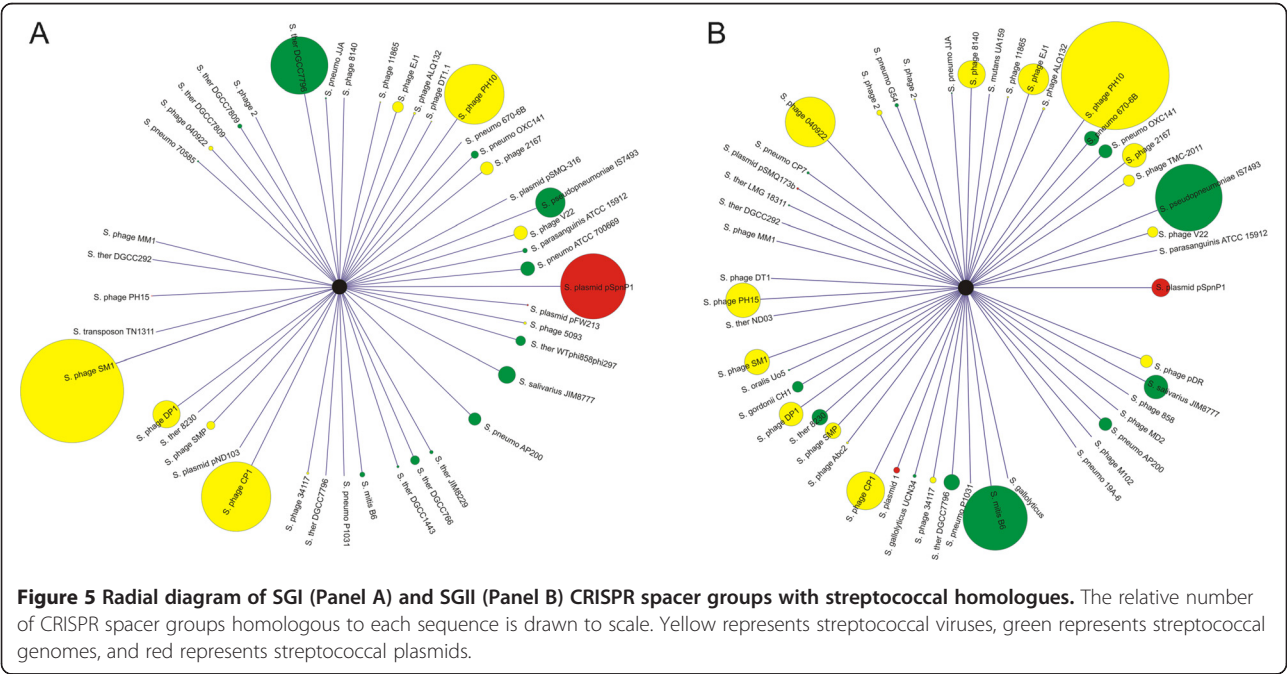 A
S. ther DGCC7796
S. pneumo JJA
S. phage 8140
S. phage 11865
S. phage EJ1
S. phage ALQ132
S. phage DT1.1
S. phage PH10
S. pneumo 670-6B
S. pneumo OXC141
S. phage 2167
S. plasmid pSMQ-316
S. pseudopneumoniae IS7493
S. phage V22
S. parasanguinis ATCC 15912
S. pneumo ATCC 700669
S. plasmid pSpnP1
S. plasmid pFW213
S. phage 5093
S. ther WTphi858phi297
S. salivarius JIM8777
S. pneumo AP200
S. ther JIM8229
S. ther DGCC766
S. ther DGCC1443
S. mitis B6
S. pneumo P1031
S. ther DGCC7796
S. phage 34117
S. phage CP1
S. plasmid pND103
S. phage SMP
S. ther 8230
S. phage DP1
S. phage SM1
S. transposon TN1311
S. phage PH15
S. ther DGCC292
S. phage MM1
S. pneumo 70585
S. phage 040922
S. ther DGCC7809
S. ther DGCC7809
S. phage 2
B
S. pneumo JJA
S. phage 8140
S. mutans UA159
S. phage 11865
S. phage EJ1
S. phage ALQ132
S. phage PH10
S. pneumo 670-6B
S. pneumo OXC141
S. phage 2167
S. phage TMC-2011
S. pseudopneumoniae IS7493
S. phage V22
S. parasanguinis ATCC 15912
S. plasmid pSpnP1
S. phage pDR
S. salivarius JIM8777
S. phage 858
S. phage MD2
S. pneumo AP200
S. phage M102
S. pneumo 19A-6
S. gallolyticus
S. mitis B6
S. pneumo P1031
S. ther DGCC7796
S. phage 34117
S. gallolyticus UCN34
S. plasmid 1
S. phage CP1
S. phage Abc2
S. phage SMP
S. ther 8230
S. phage DP1
S. gordonii CH1
S. oralis Uo5
S. phage SM1
S. ther ND03
S. phage PH15
S. phage DT1
S. phage MM1
S. ther DGCC292
S. ther LMG 18311
S. plasmid pSMQ173b
S. pneumo CP7
S. phage 040922
S. phage 2
S. pneumo G54
S. phage 2
Figure 5 Radial diagram of SGI (Panel A) and SGII (Panel B) CRISPR spacer groups with streptococcal homologues. The relative number
of CRISPR spacer groups homologous to each sequence is drawn to scale. Yellow represents streptococcal viruses, green represents streptococcal
genomes, and red represents streptococcal plasmids.